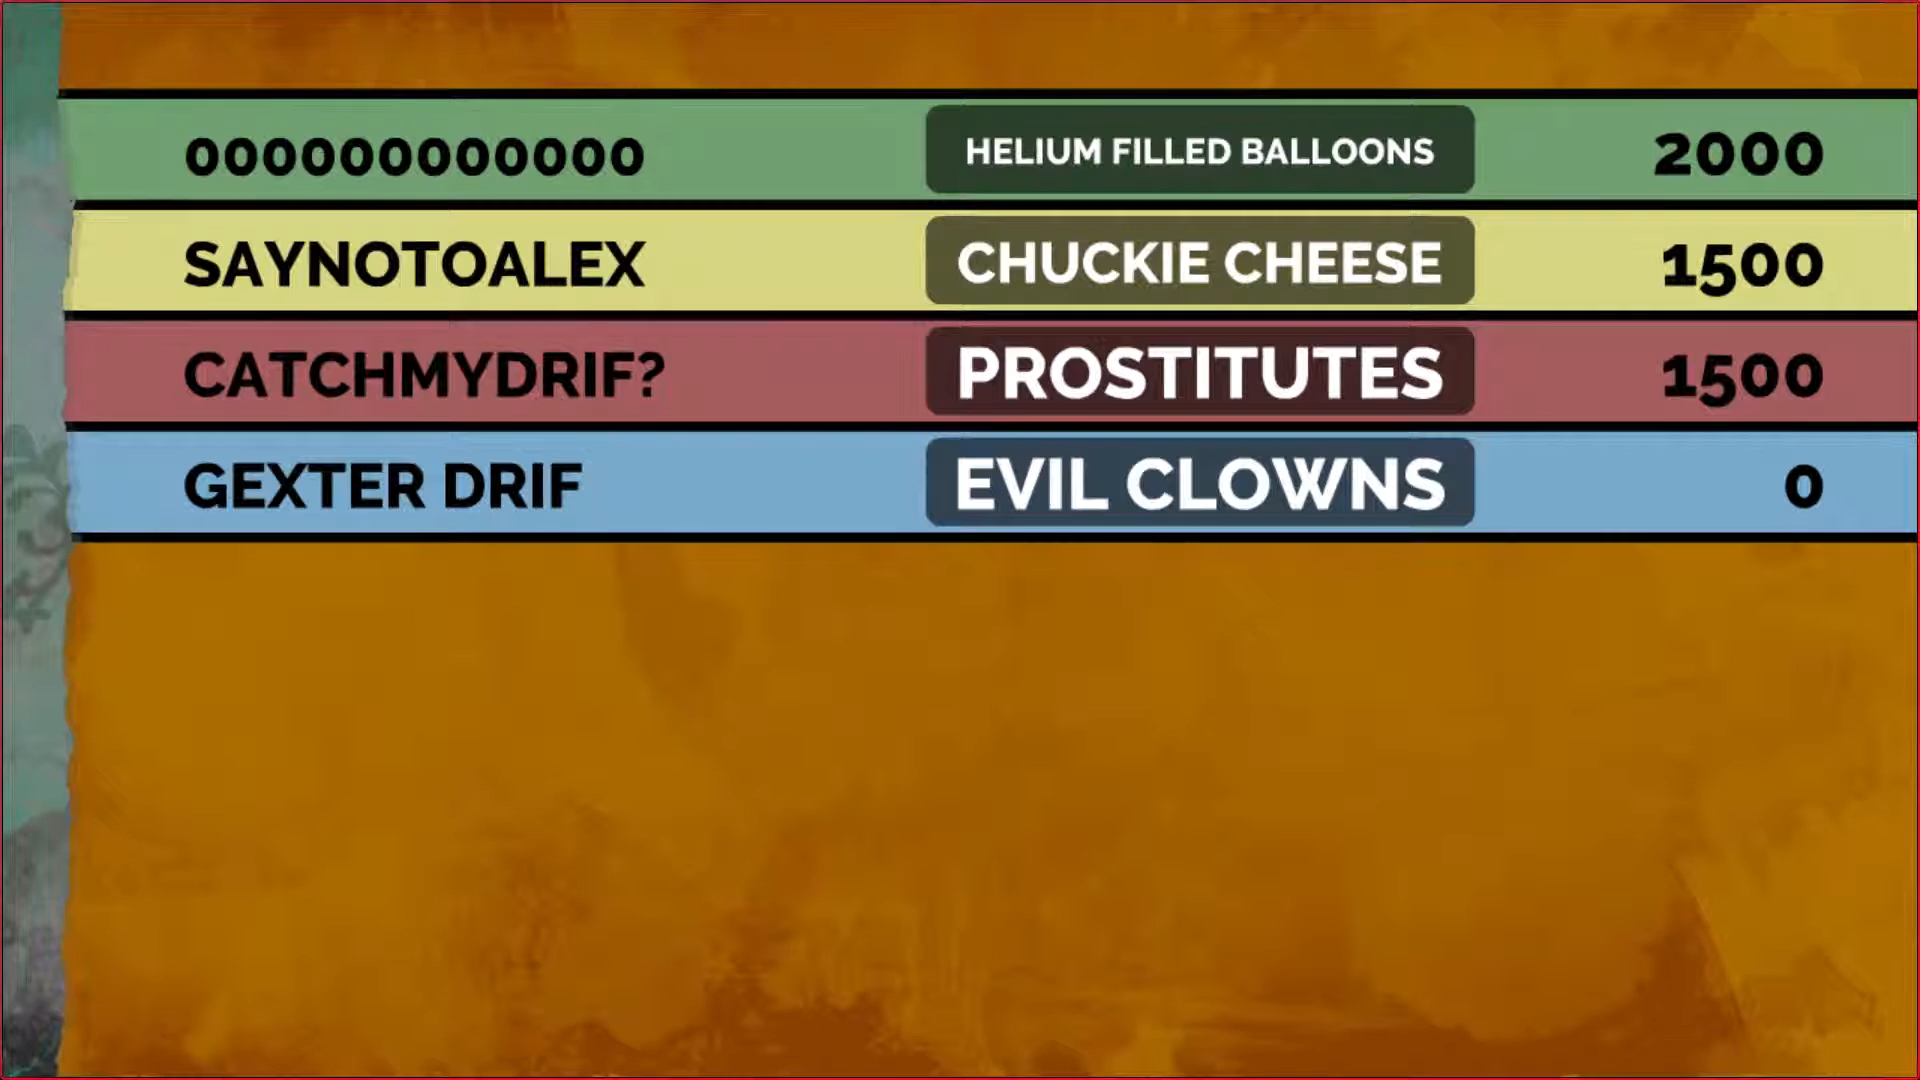 000000000000 HELIUM FILLED BALLOONS 2000
SAYNOTOALEX CHUCKIE CHEESE 1500
CATCHMYDRIF? PROSTITUTES 1500
GEXTER DRIF EVIL CLOWNS 0